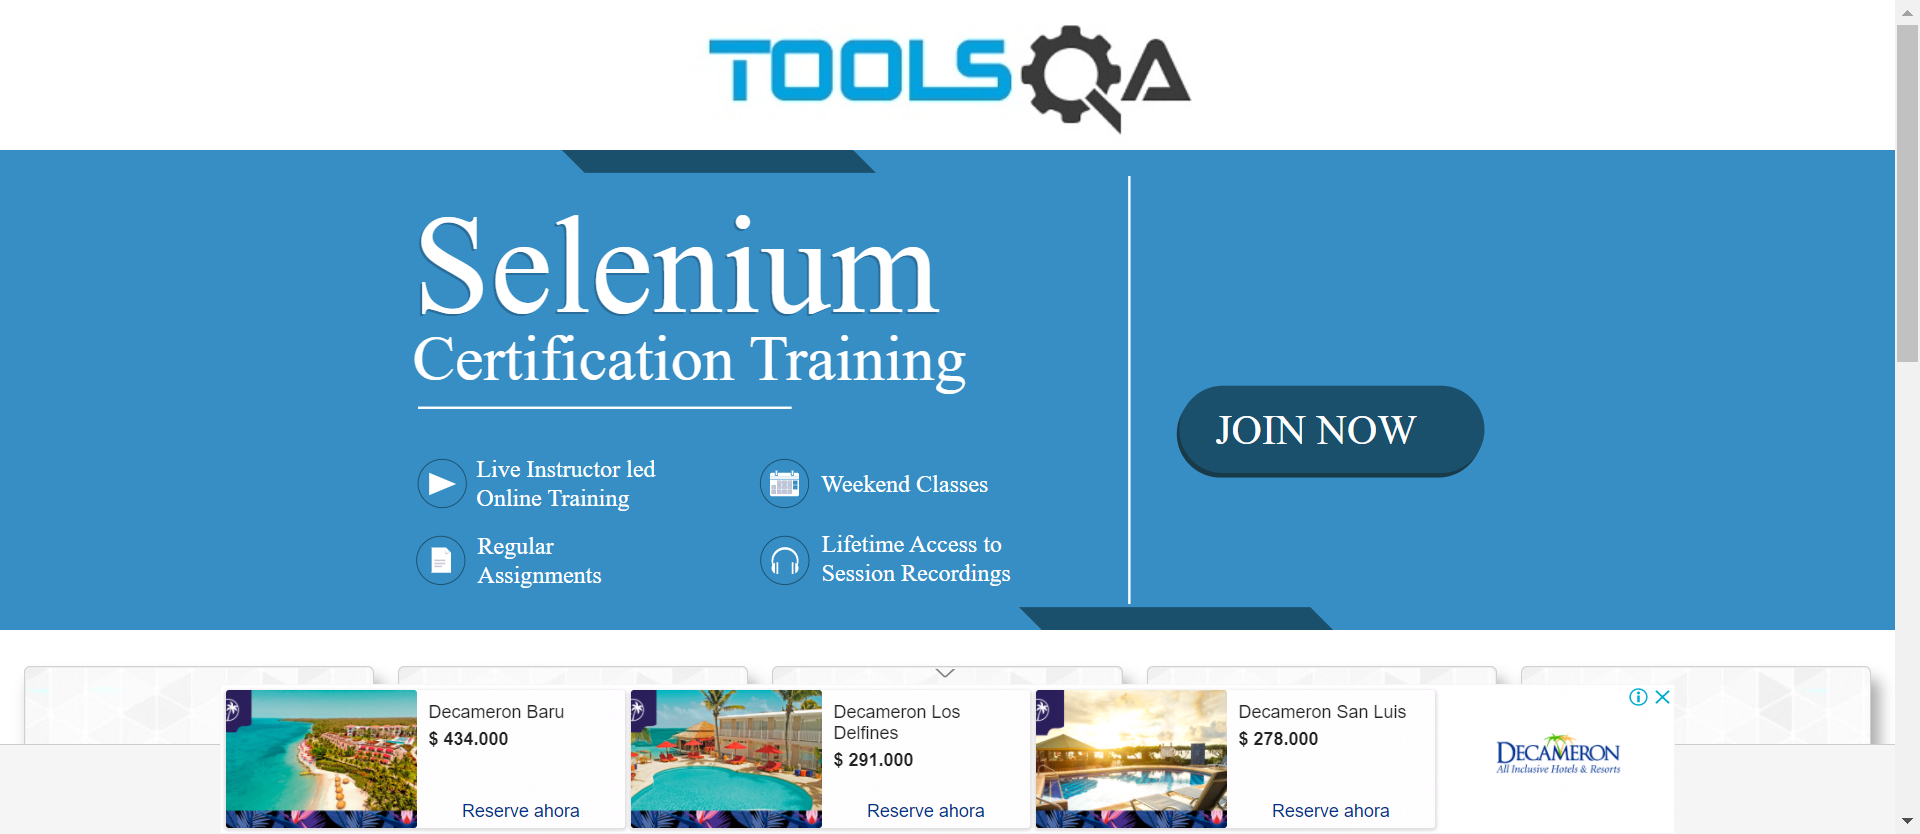 TOOLSQA
Selenium
Certification Training
Live Instructor led
Online Training
Weekend Classes
Regular
Assignments
Lifetime Access to
Session Recordings
JOIN NOW
Decameron Baru
$ 434.000
Reserve ahora
Decameron Los
Delfines
$ 291.000
Reserve ahora
Decameron San Luis
$ 278.000
Reserve ahora
DECAMERON
All Inclusive Hotels & Resorts